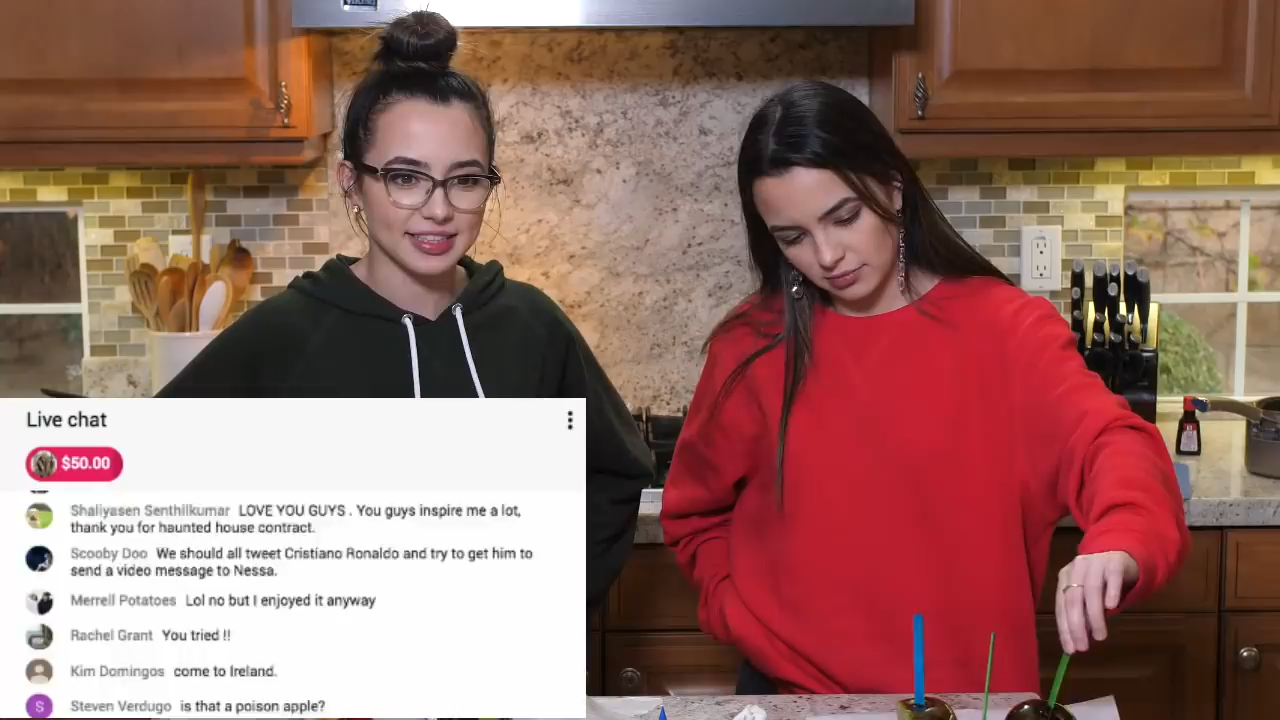 VIKING
Live chat
$50.00
Shaliyasen Senthilkumar LOVE YOU GUYS . You guys inspire me a lot,
thank you for haunted house contract.
Scooby Doo We should all tweet Cristiano Ronaldo and try to get him to
send a video message to Nessa.
Merrell Potatoes Lol no but I enjoyed it anyway
Rachel Grant You tried !!
Kim Domingos come to Ireland.
S Steven Verdugo is that a poison apple?